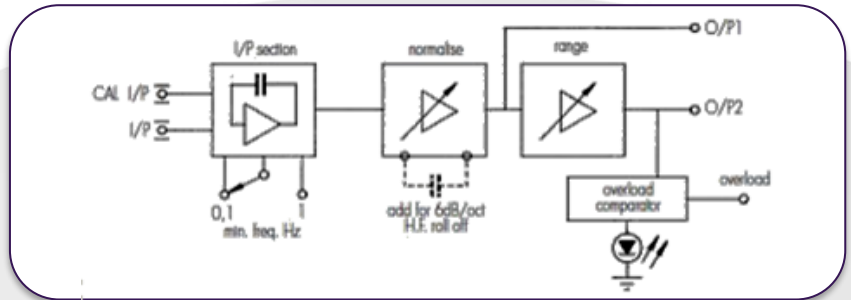 I/P section
normalise
range
O/P1
CAL I/P
I/P
O/P2
0,1
1
min. freq. Hz
add for 6dB/oct
H.F. roll off
overload
comparator
overload